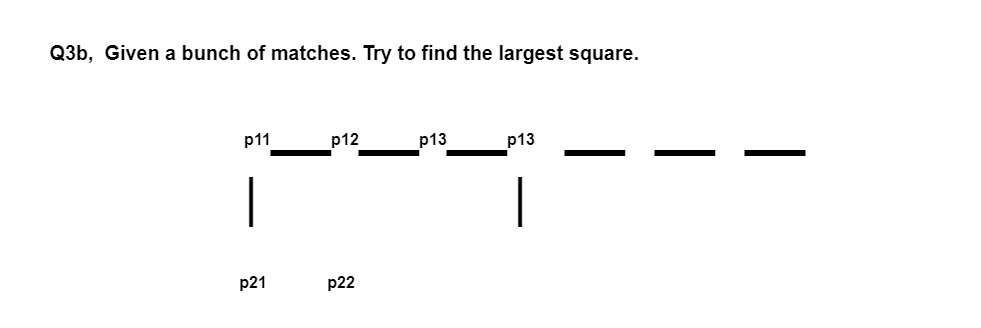 Q3b,  Given a bunch of matches. Try to find the largest square.
p11 p12 p13 p13
p21 p22